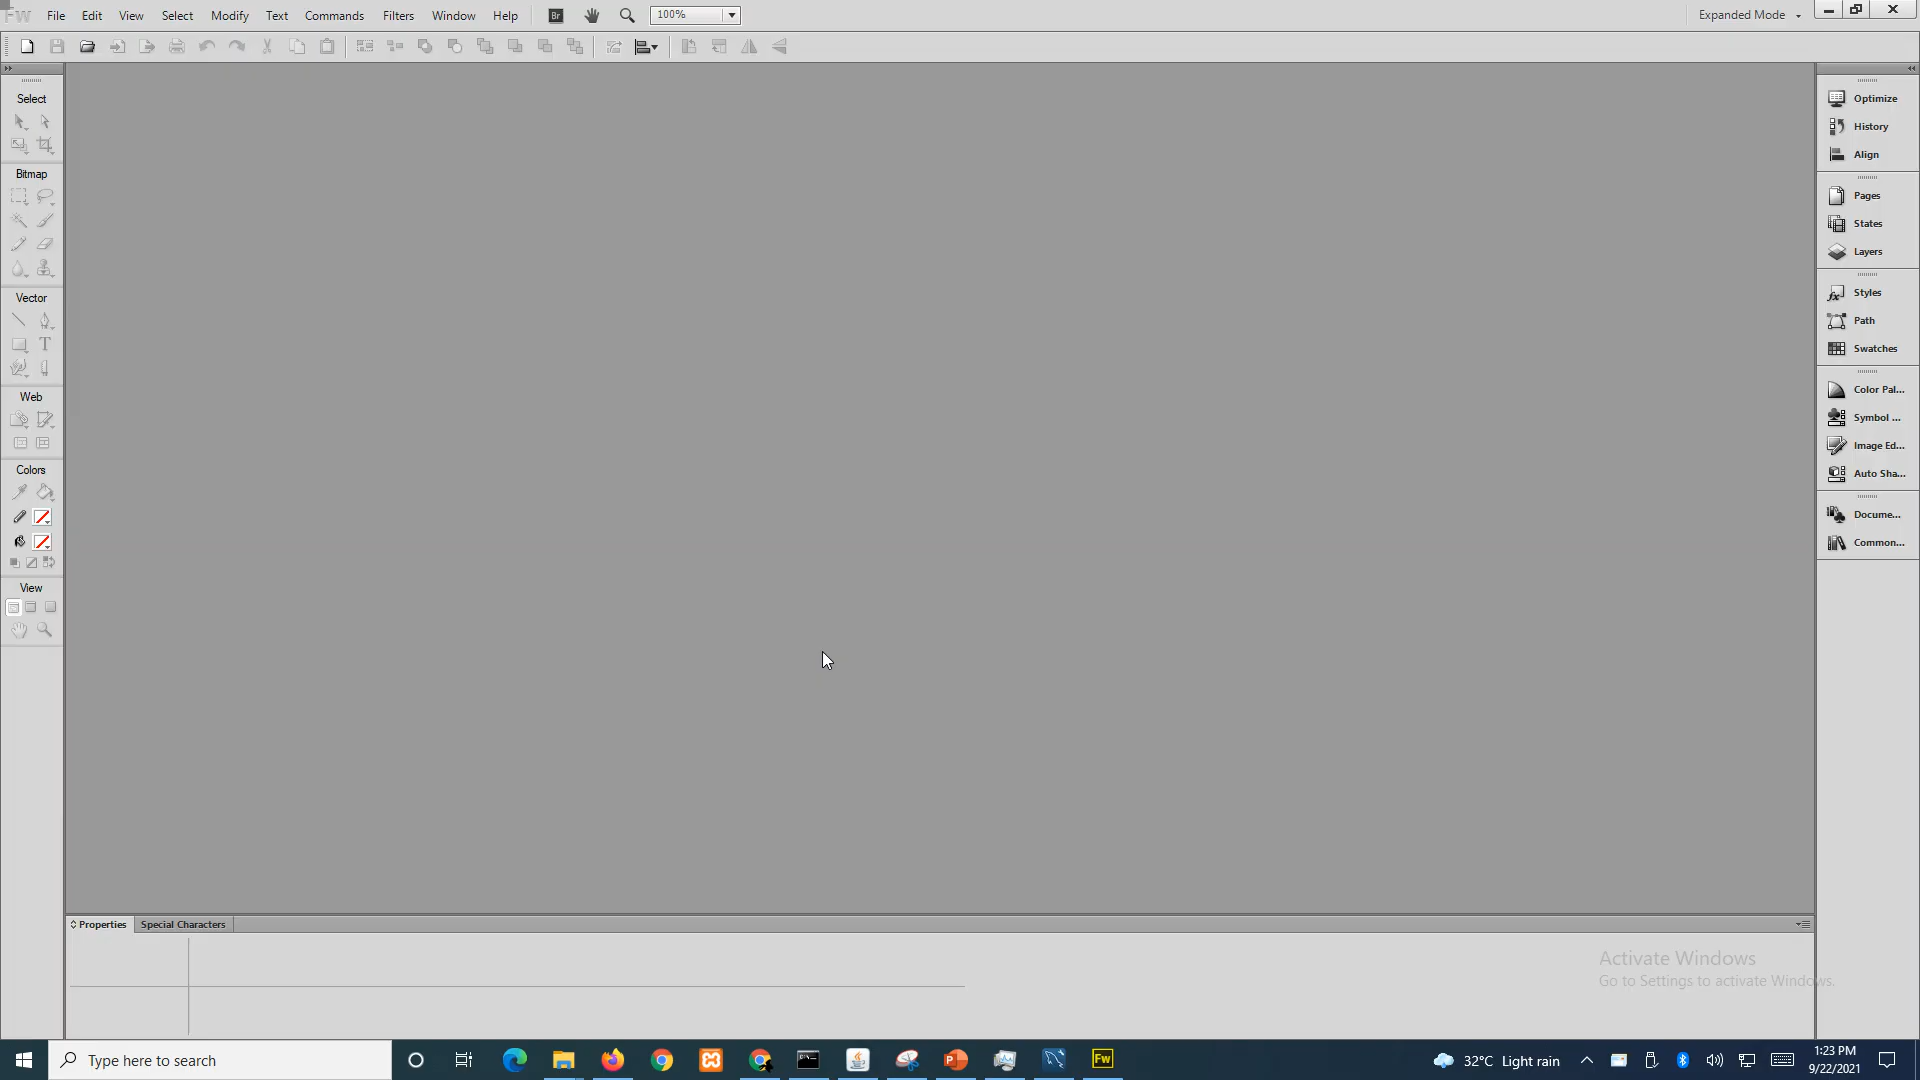 FW File Edit View Select Modify Text Commands Filters Window Help Br 100% Expanded Mode
Select
Bitmap
Vector
T
Web
Colors
View
Optimize
History
Align
Pages
States
Layers
Styles
Path
Swatches
Color Pal...
Symbol ...
Image Ed...
Auto Sha...
Docume...
Common...
Properties Special Characters
Activate Windows
Go to Settings to activate Windows.
Type here to search
Fw
32°C Light rain
1:23 PM
9/22/2021